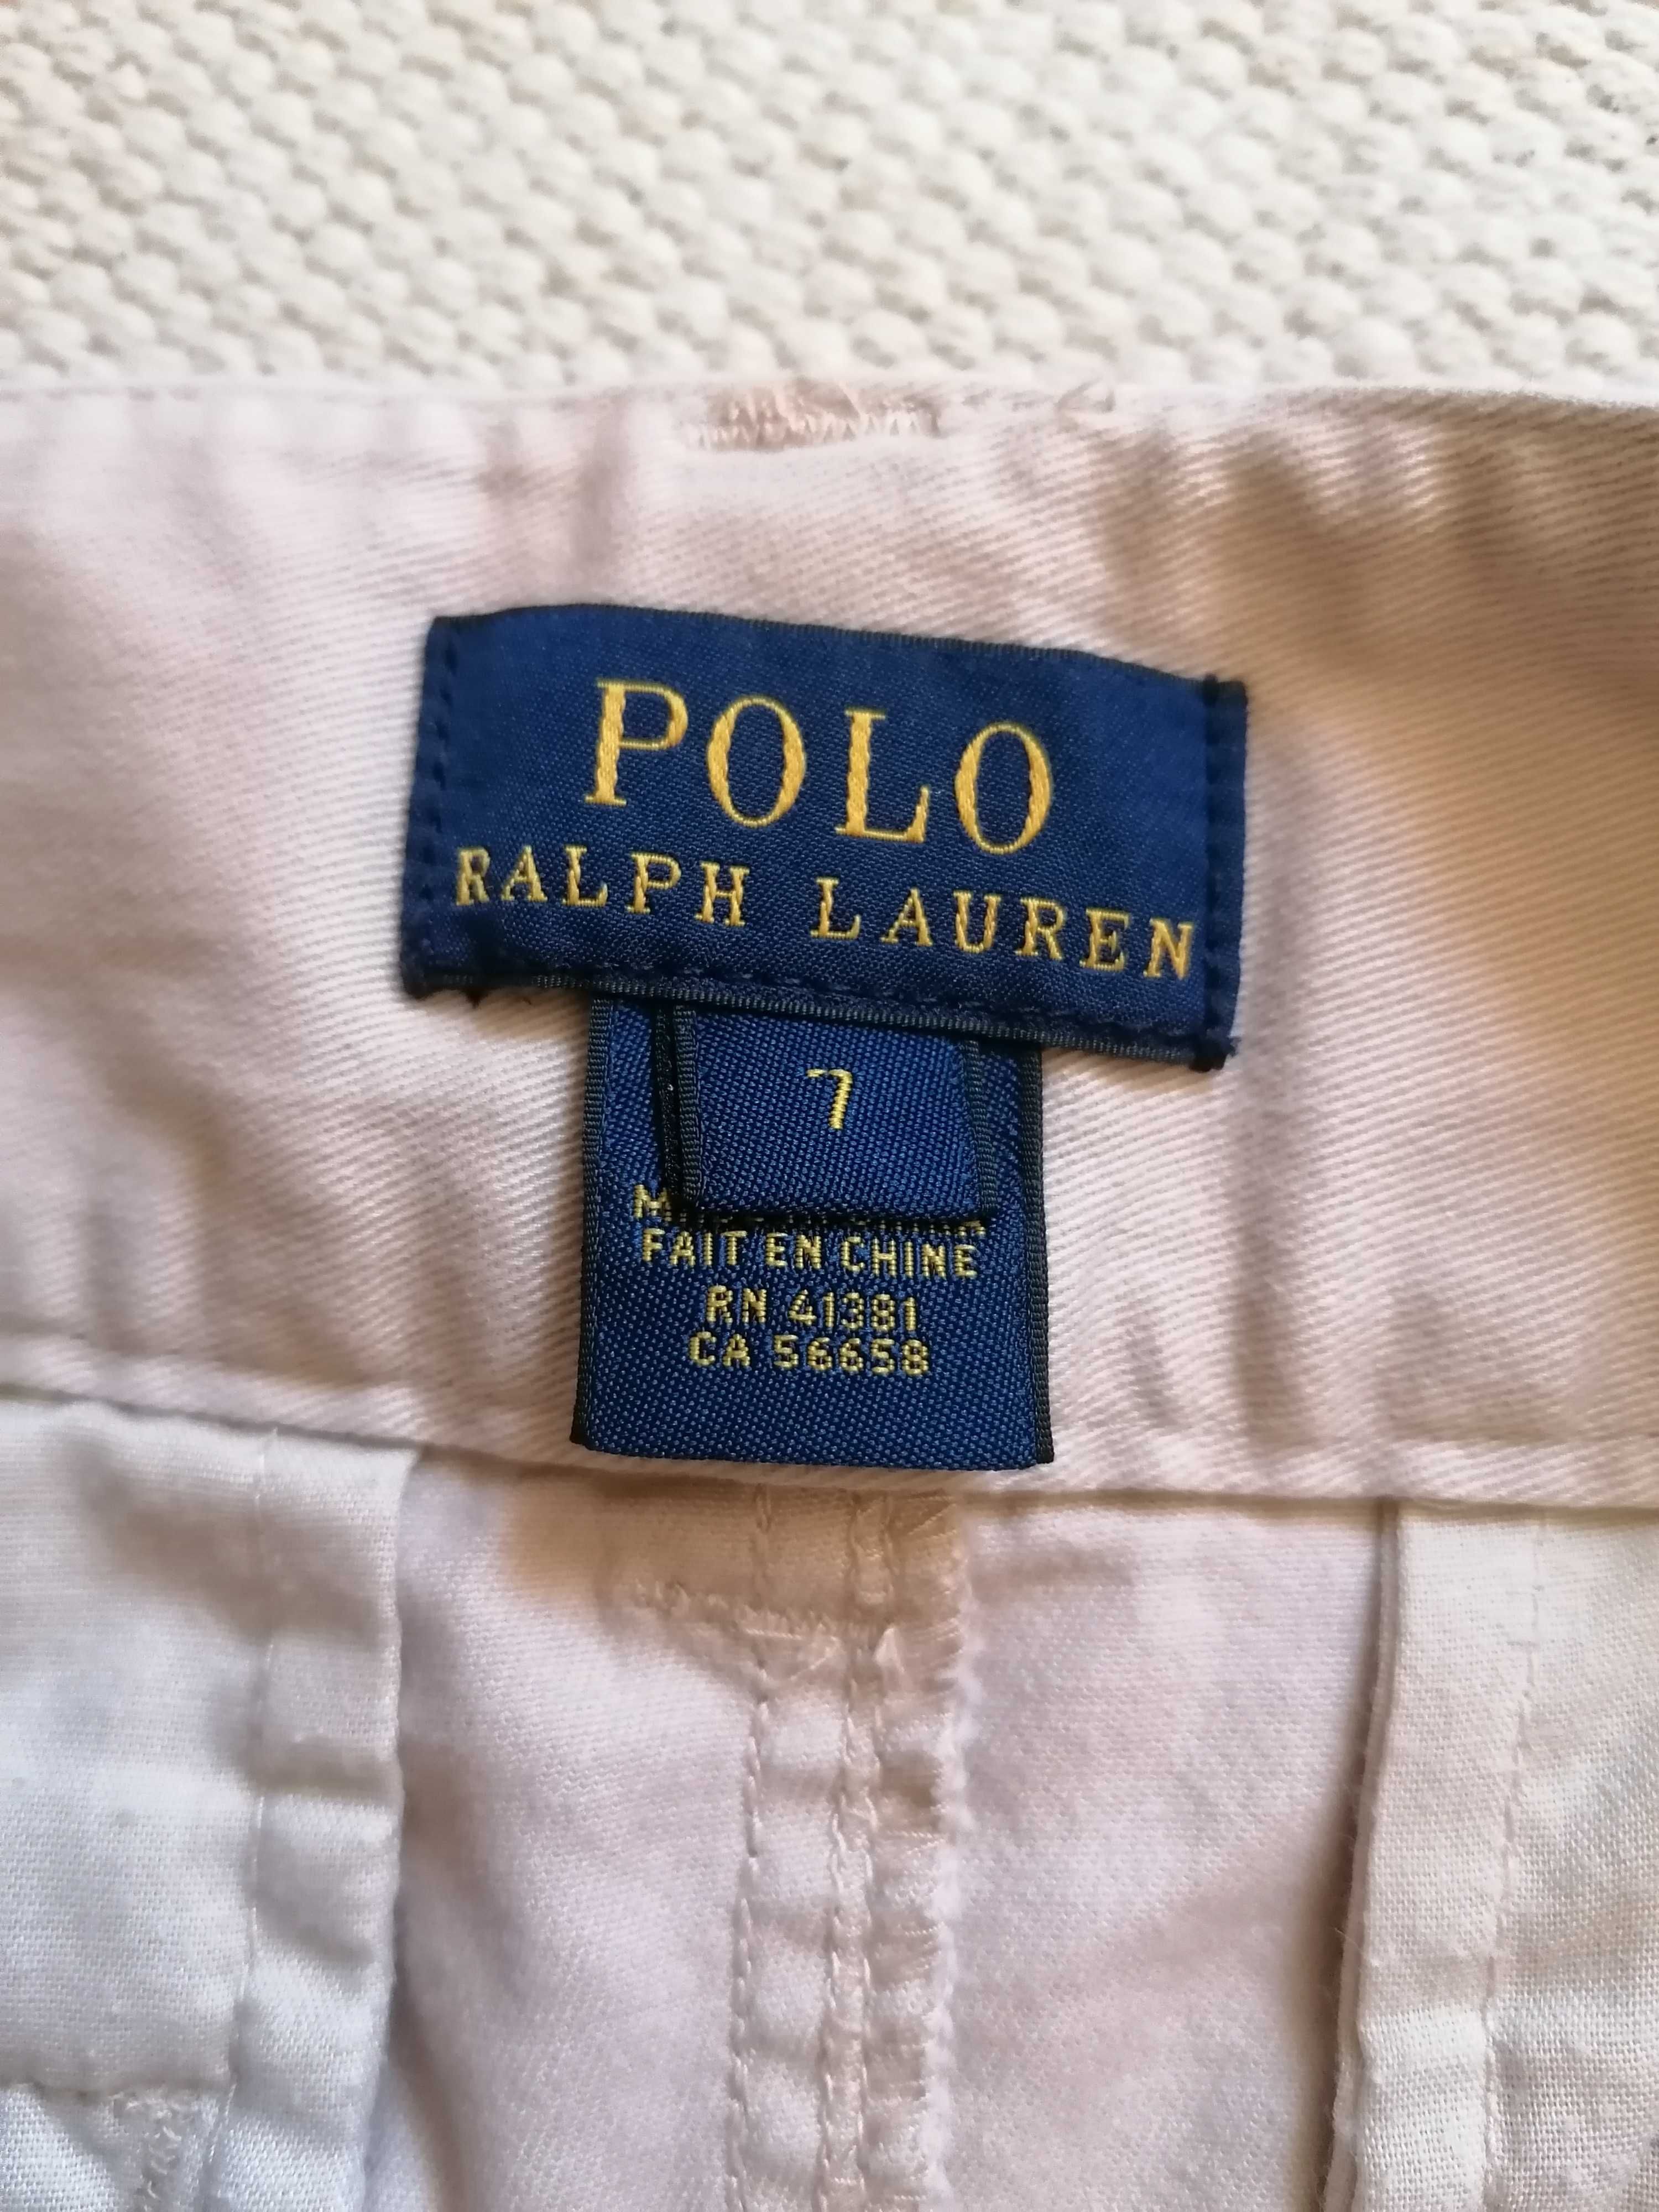 POLO
RALPH LAUREN
7
FAIT EN CHINE
RN 41381
CA 56658